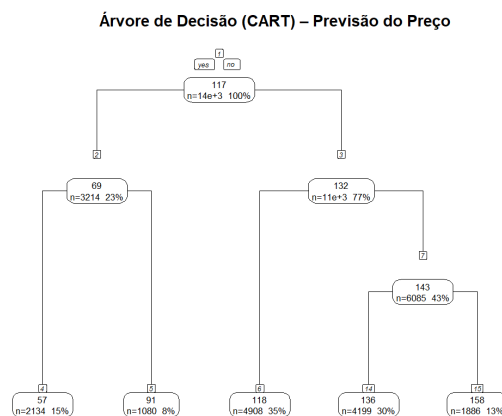 Árvore de Decisão (CART) – Previsão do Preço
1
yes no
117
n=14e+3 100%
2 3
69 132
n=3214 23% n=11e+3 77%
7
143
n=6085 43%
4 5 6 14 15
57 91 118 136 158
n=2134 15% n=1080 8% n=4908 35% n=4199 30% n=1886 13%